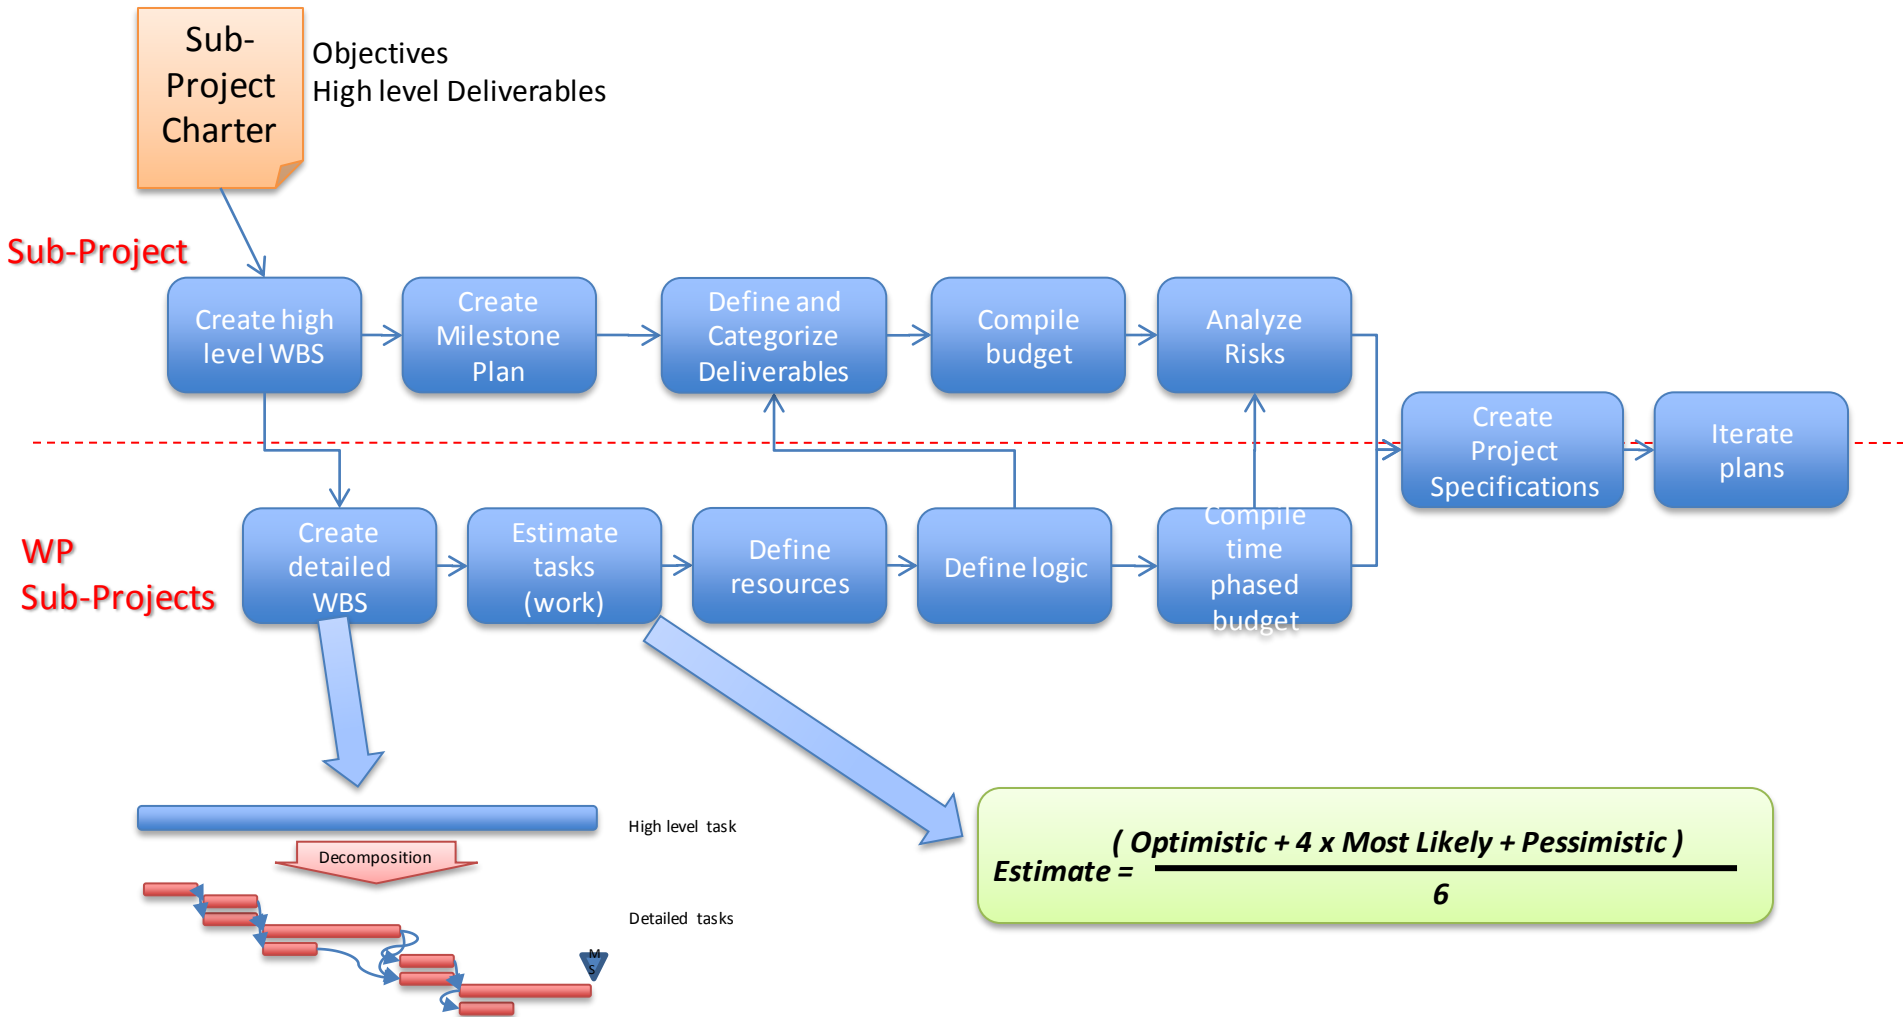 Sub-
Project
Charter
Objectives
High level Deliverables
Sub-Project
Create high
level WBS
Create
Milestone
Plan
Define and
Categorize
Deliverables
Compile
budget
Analyze
Risks
Create
Project
Specifications
Iterate
plans
WP
Sub-Projects
Create
detailed
WBS
Estimate
tasks
(work)
Define
resources
Define logic
Compile
time
phased
budget
High level task
Decomposition
Detailed tasks
M
S
( Optimistic + 4 x Most Likely + Pessimistic )
Estimate =
6